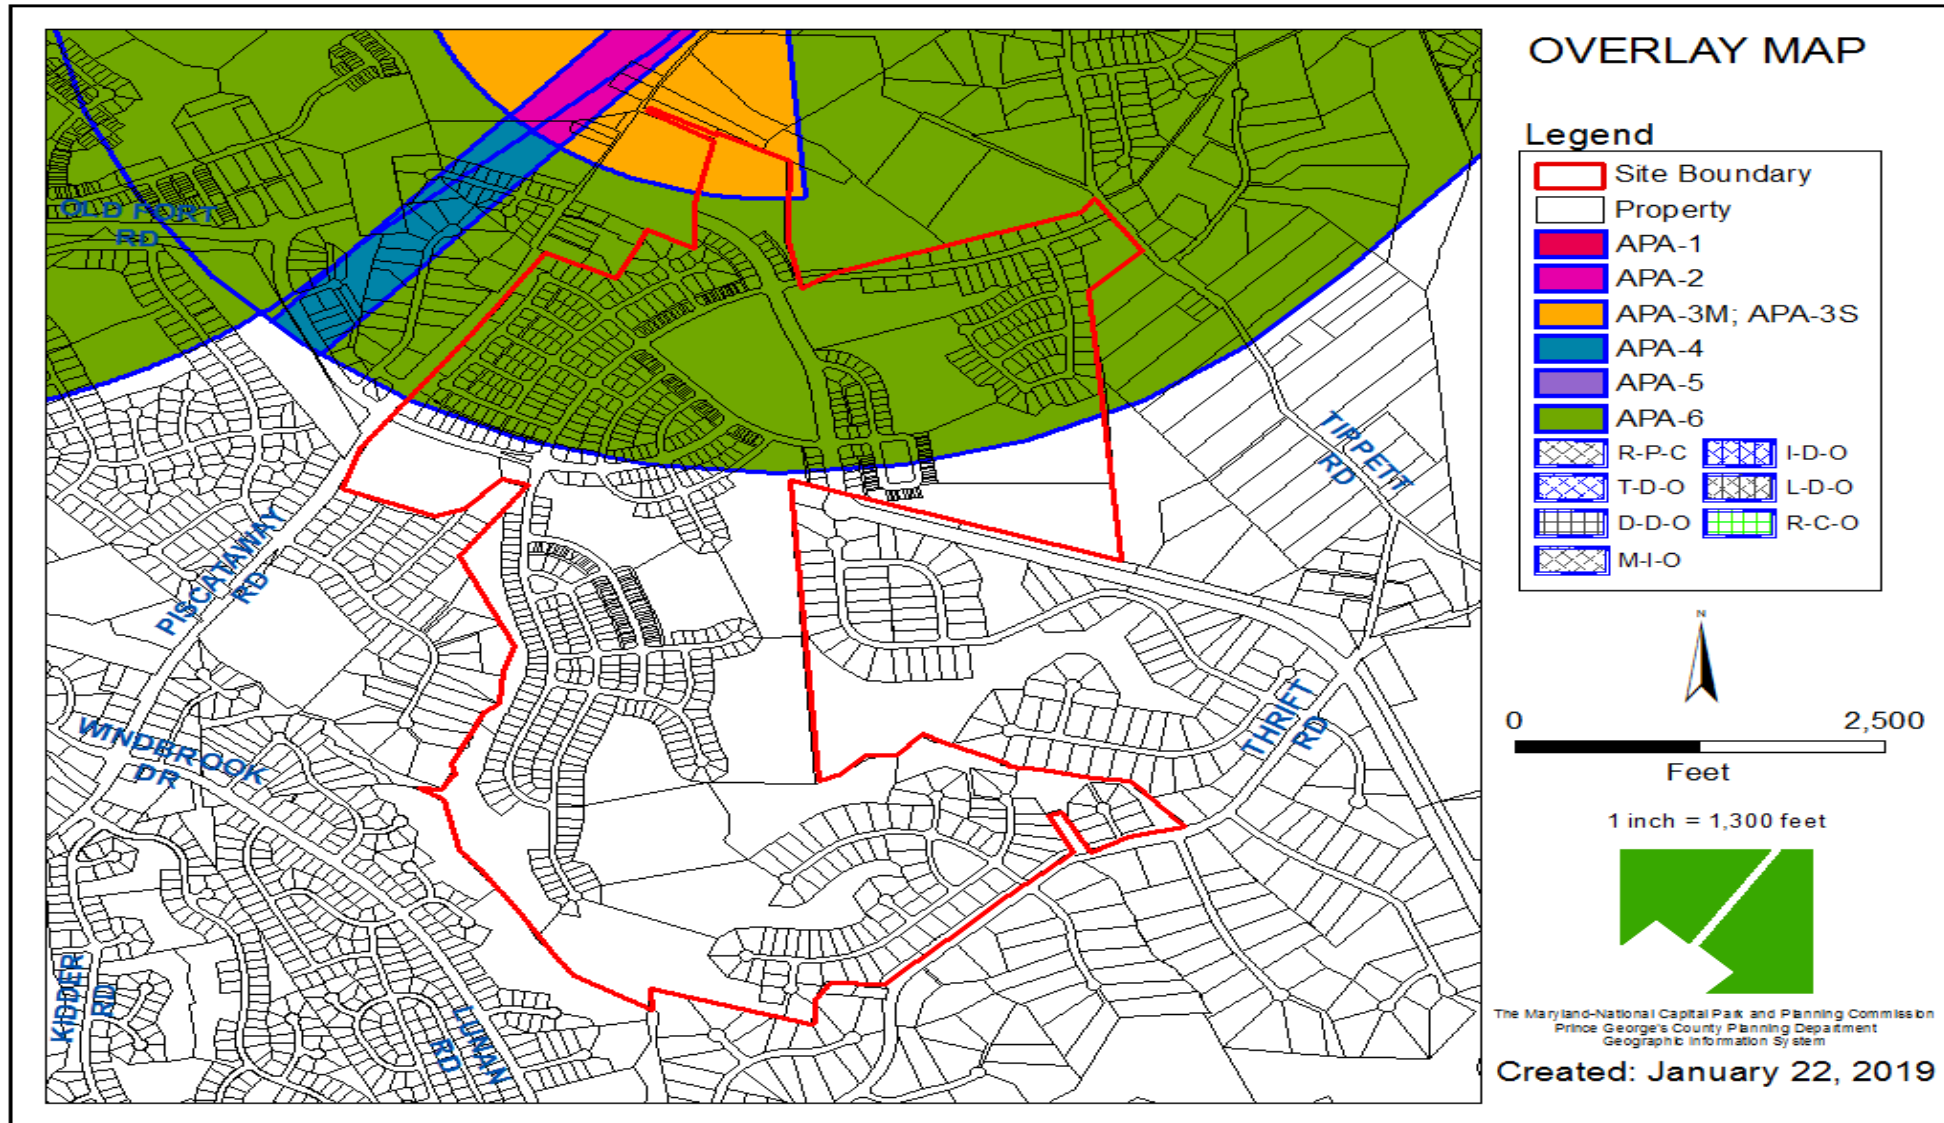 OVERLAY MAP
Legend
Site Boundary
Property
APA-1
APA-2
APA-3M; APA-3S
APA-4
APA-5
APA-6
R-P-C
I-D-O
T-D-O
L-D-O
D-D-O
R-C-O
M-I-O
N
0 2,500
Feet
1 inch = 1,300 feet
The Maryland-National Capital Park and Planning Commission
Prince George's County Planning Department
Geographic Information System
Created: January 22, 2019
OLD FORT
RD
TIPPETT
RD
PISCATAWAY
RD
WINDBROOK
DR
THRIFT
RD
KIDDER
RD
LUNAN
RD